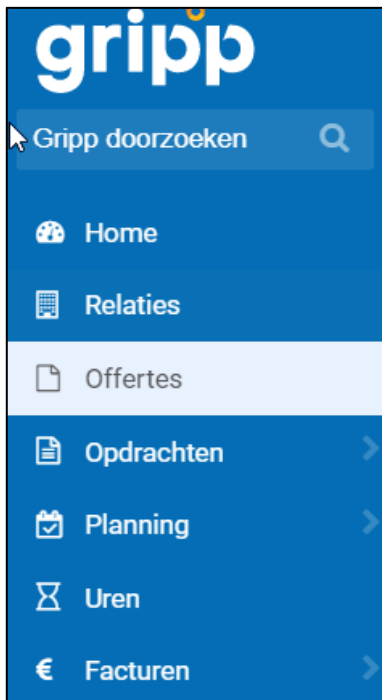 gripp
Gripp doorzoeken
Home
Relaties
Offertes
Opdrachten
Planning
Uren
€ Facturen